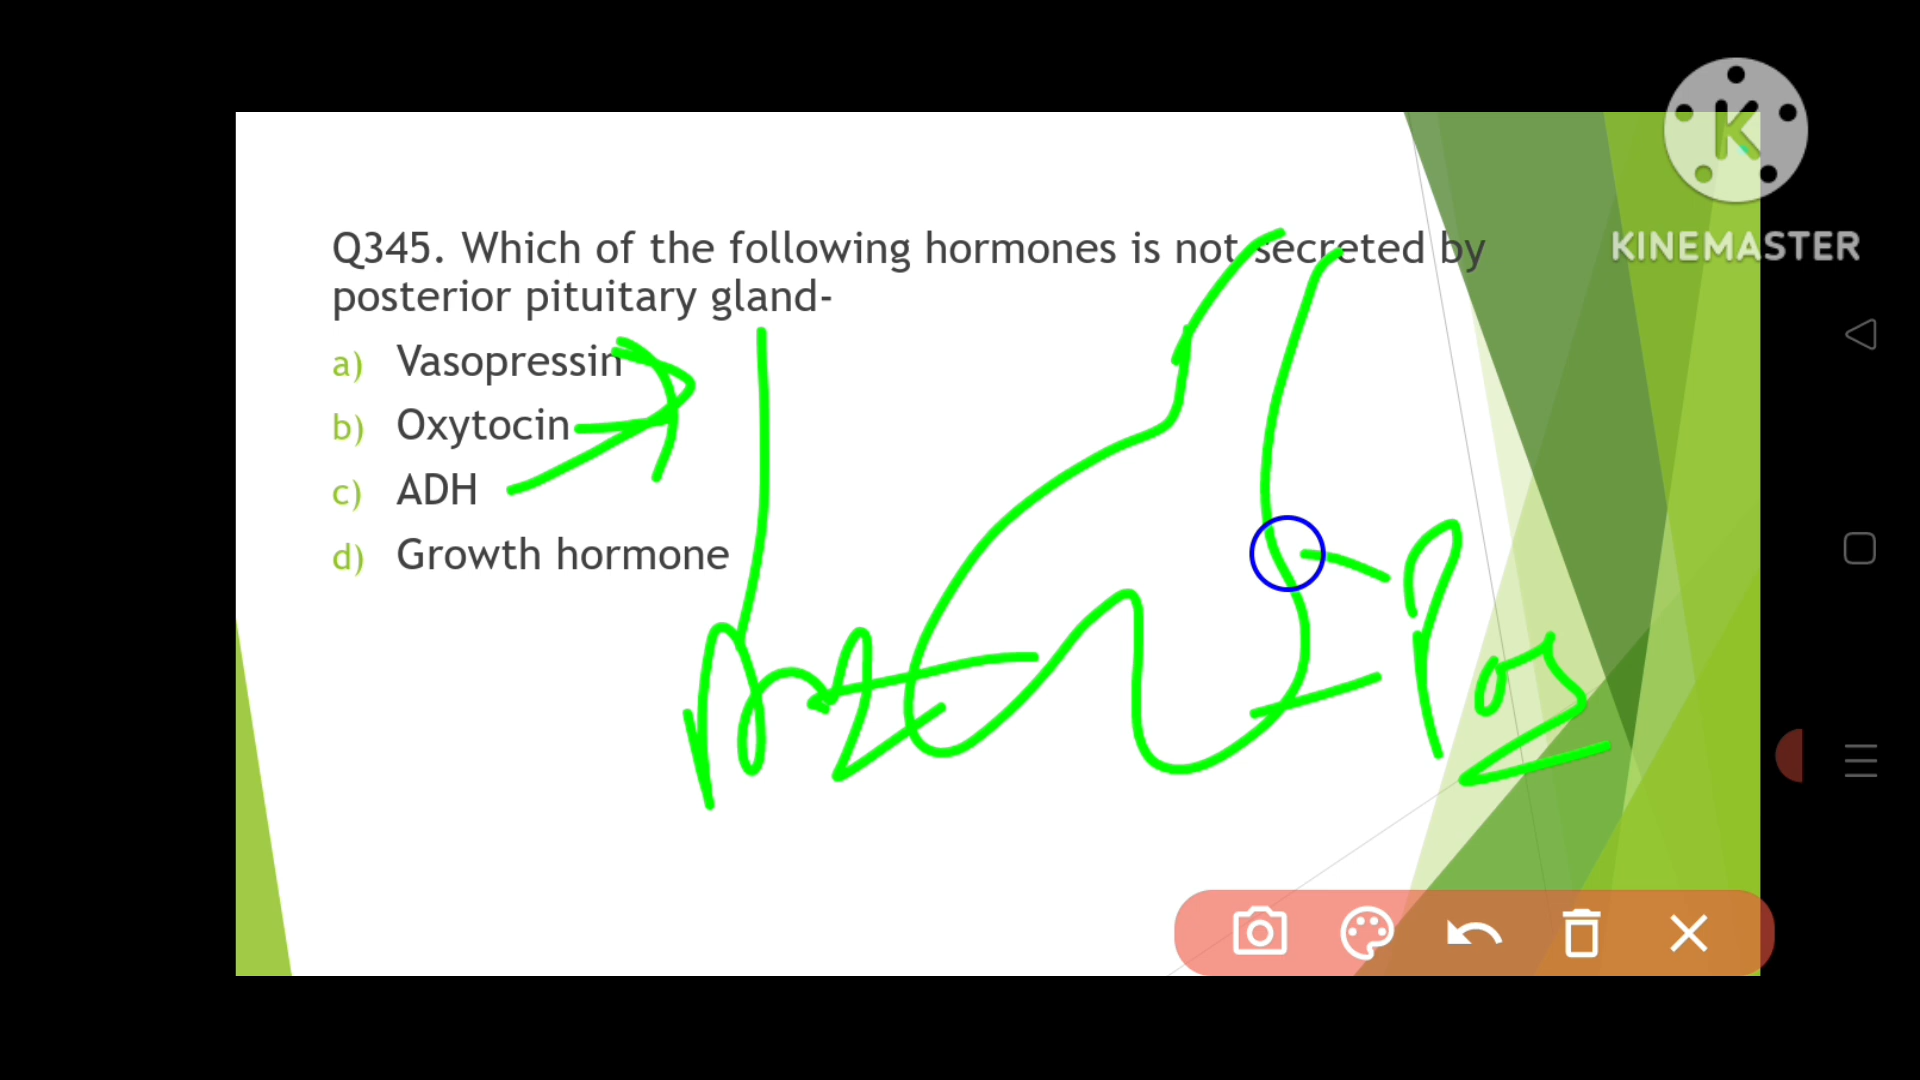 K
KINEMASTER
Q345. Which of the following hormones is not secreted by
posterior pituitary gland-
a) Vasopressin
b) Oxytocin
c) ADH
d) Growth hormone
Pos